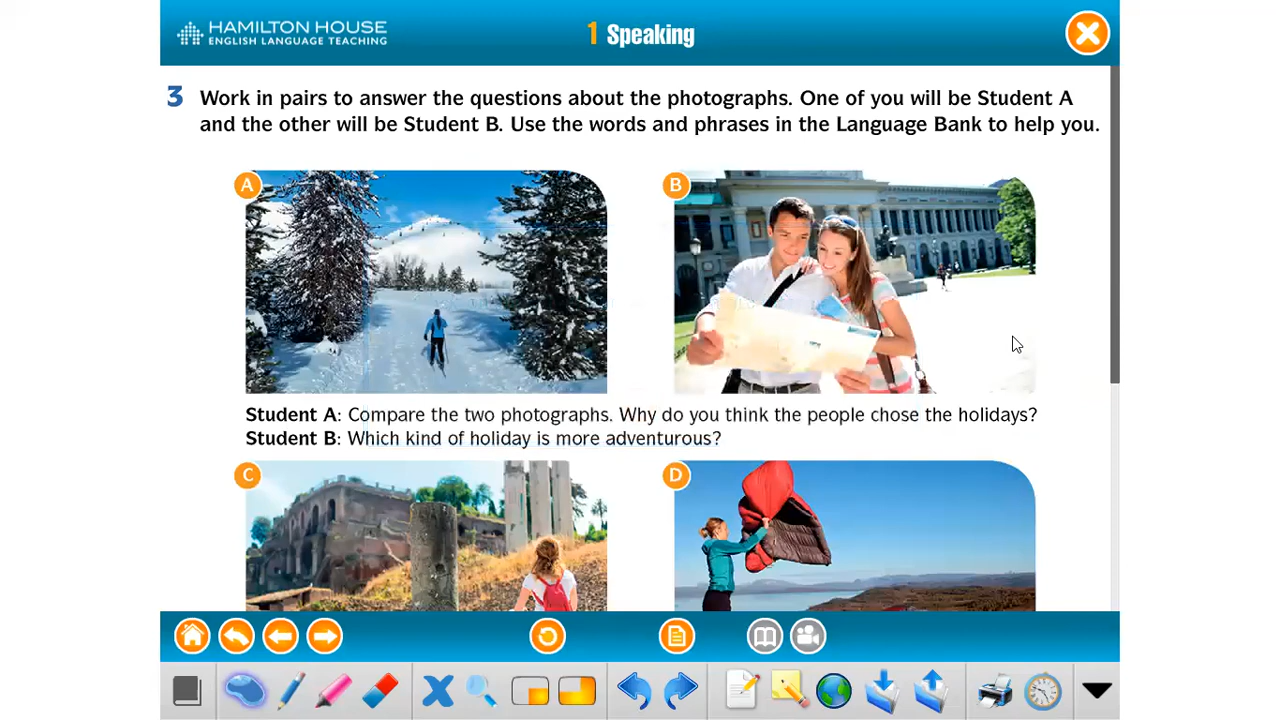 HAMILTON HOUSE
ENGLISH LANGUAGE TEACHING
1 Speaking
3 Work in pairs to answer the questions about the photographs. One of you will be Student A
and the other will be Student B. Use the words and phrases in the Language Bank to help you.
A
B
Student A: Compare the two photographs. Why do you think the people chose the holidays?
Student B: Which kind of holiday is more adventurous?
C
D